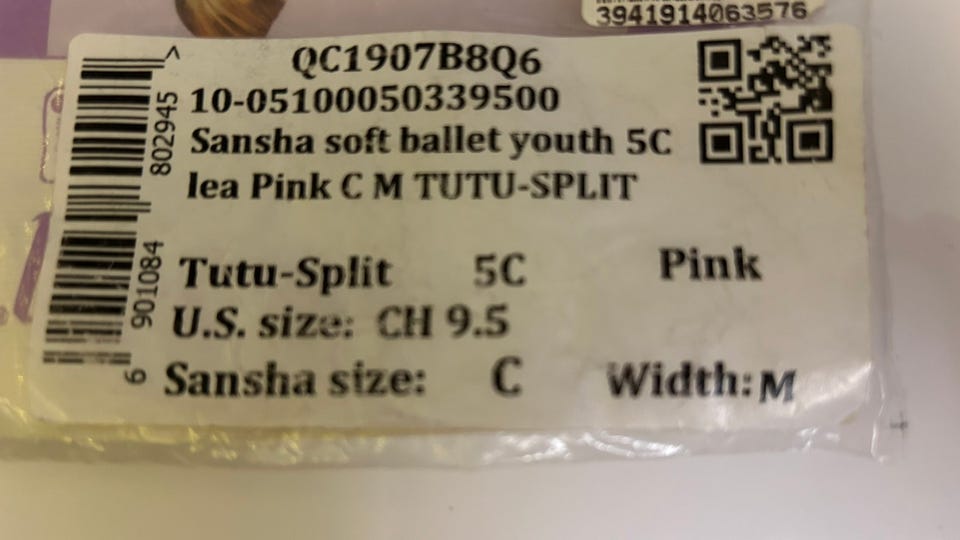 3941914063576
QC1907B8Q6
10-05100050339500
Sansha soft ballet youth 5C
lea Pink C M TUTU-SPLIT
Tutu-Split 5C Pink
U.S. size: CH 9.5
Sansha size: C Width: M
6 901084 802945 >